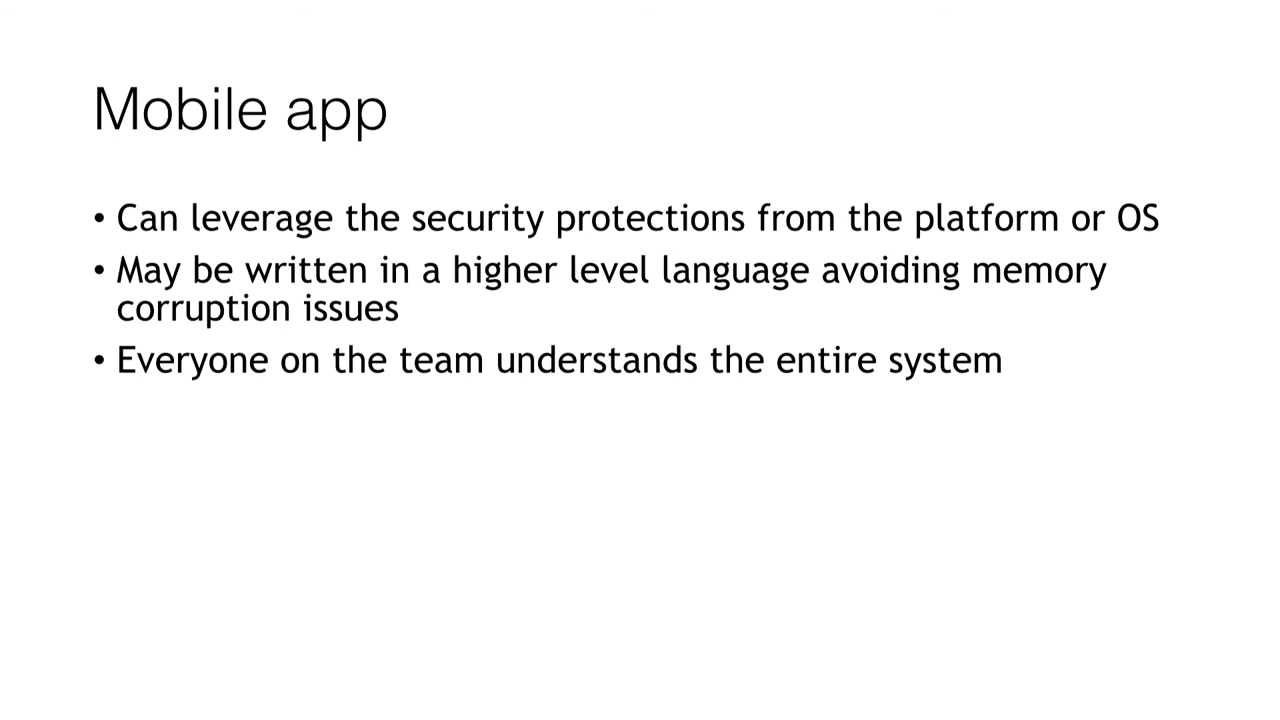 Mobile app
• Can leverage the security protections from the platform or OS
• May be written in a higher level language avoiding memory
corruption issues
• Everyone on the team understands the entire system